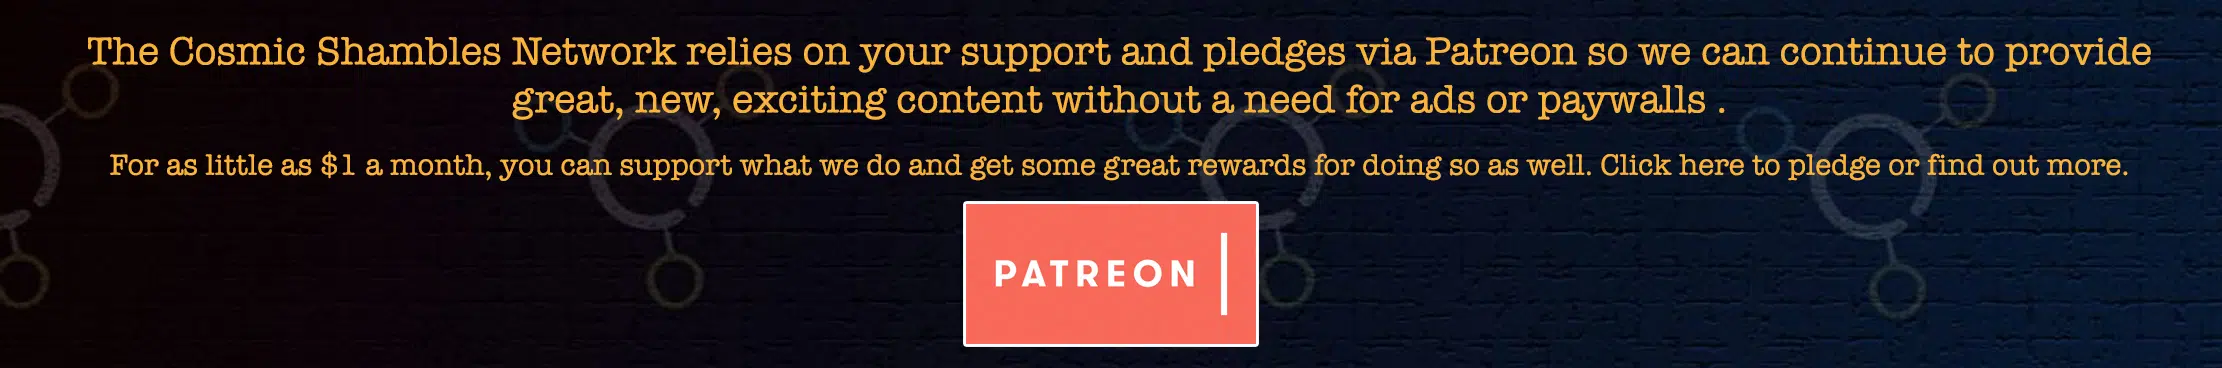 The Cosmic Shambles Network relies on your support and pledges via Patreon so we can continue to provide
great, new, exciting content without a need for ads or paywalls .
For as little as $1 a month, you can support what we do and get some great rewards for doing so as well. Click here to pledge or find out more.
PATREON